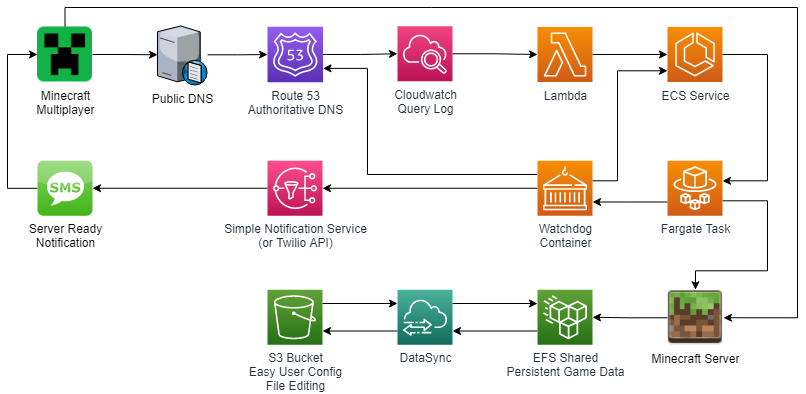 53
Minecraft
Multiplayer
Public DNS
Route 53
Authoritative DNS
Cloudwatch
Query Log
Lambda
ECS Service
SMS
Server Ready
Notification
Simple Notification Service
(or Twilio API)
Watchdog
Container
Fargate Task
S3 Bucket
Easy User Config
File Editing
DataSync
EFS Shared
Persistent Game Data
Minecraft Server